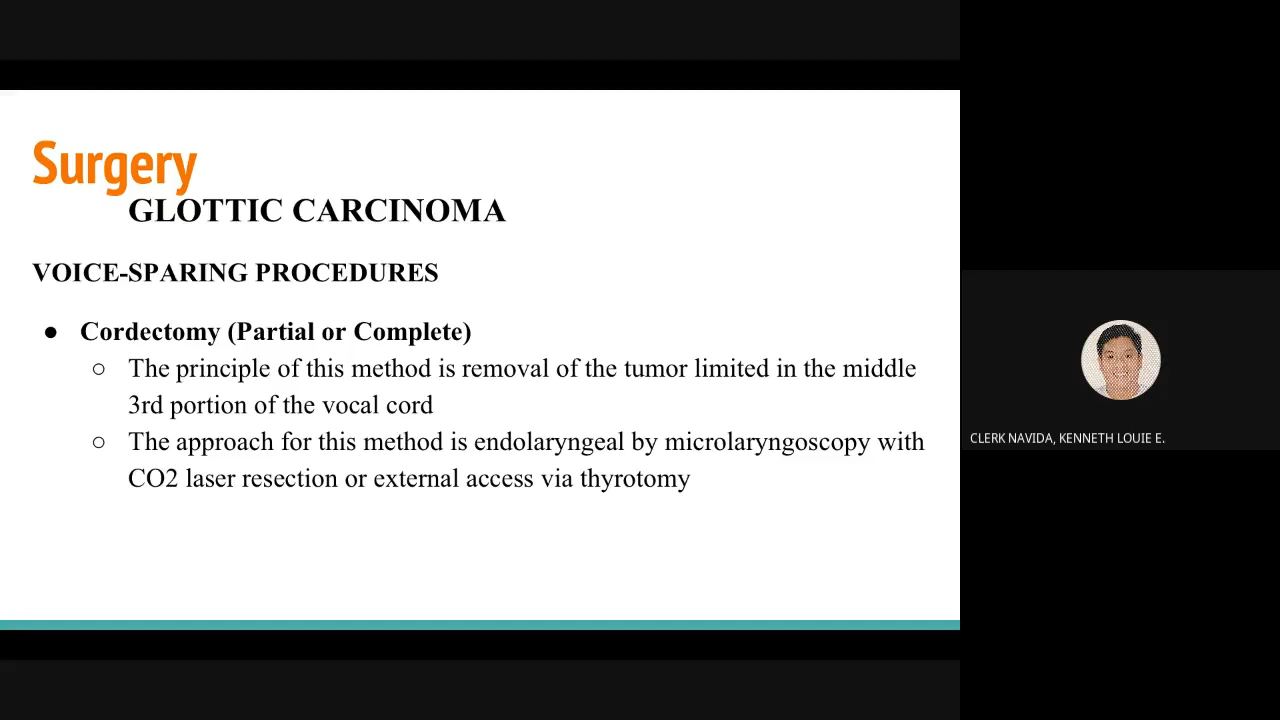 Surgery
GLOTTIC CARCINOMA
VOICE-SPARING PROCEDURES
● Cordectomy (Partial or Complete)
○ The principle of this method is removal of the tumor limited in the middle
3rd portion of the vocal cord
○ The approach for this method is endolaryngeal by microlaryngoscopy with
CO2 laser resection or external access via thyrotomy
CLERK NAVIDA, KENNETH LOUIE E.